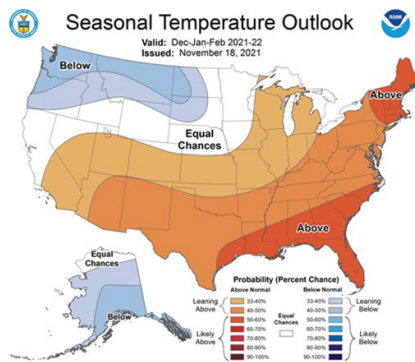 Seasonal Temperature Outlook
NOAA
Valid: Dec-Jan-Feb 2021-22
Issued: November 18, 2021
Below
Above
Equal
Chances
Above
Equal
Chances
Below
Probability (Percent Chance)
Above Normal
Below Normal
Leaning
Above
33-40%
40-50%
50-60%
Likely
Above
60-70%
70-80%
80-90%
90-100%
Equal
Chances
33-40%
40-50%
50-60%
Leaning
Below
60-70%
70-80%
80-90%
90-100%
Likely
Below